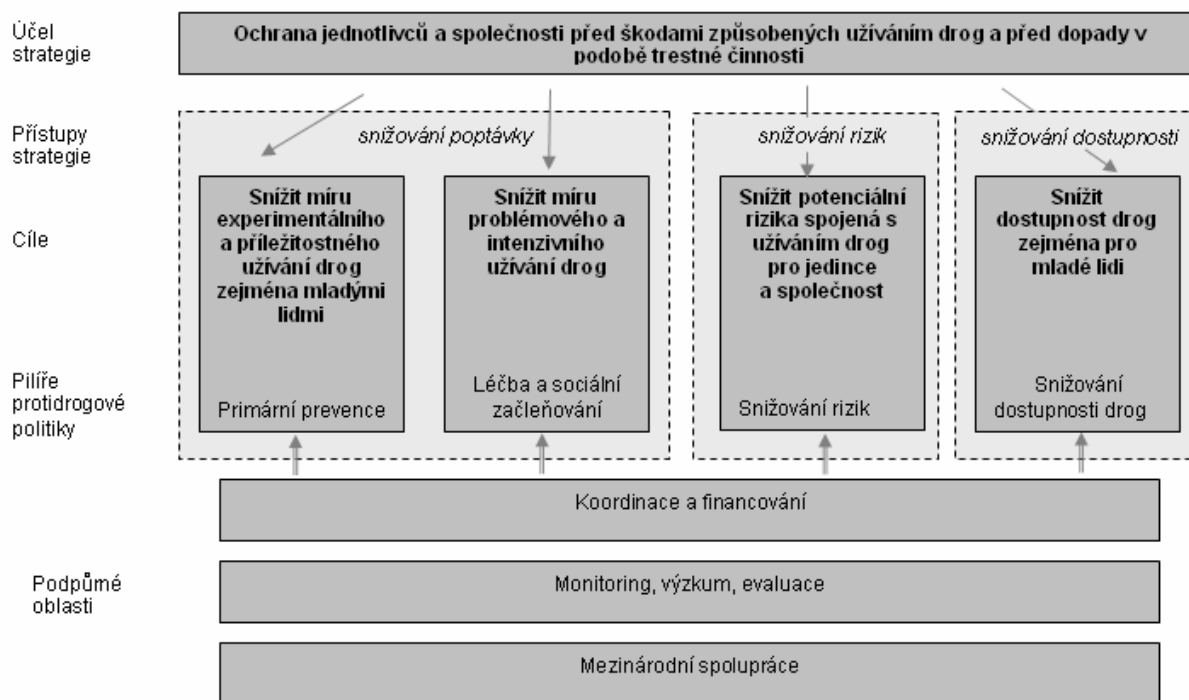 Účel
strategie
Ochrana jednotlivců a společnosti před škodami způsobených užíváním drog a před dopady v
podobě trestné činnosti
Přístupy
strategie
snižování poptávky
snižování rizik
snižování dostupnosti
Cíle
Snížit míru
experimentálního
a příležitostného
užívání drog
zejména mladými
lidmi
Snížit míru
problémového a
intenzivního
užívání drog
Snížit potenciální
rizika spojená s
užíváním drog
pro jedince
a společnost
Snížit
dostupnost drog
zejména pro
mladé lidi
Pilíře
protidrogové
politiky
Primární prevence
Léčba a sociální
začleňování
Snižování rizik
Snižování
dostupnosti drog
Podpůrné
oblasti
Koordinace a financování
Monitoring, výzkum, evaluace
Mezinárodní spolupráce